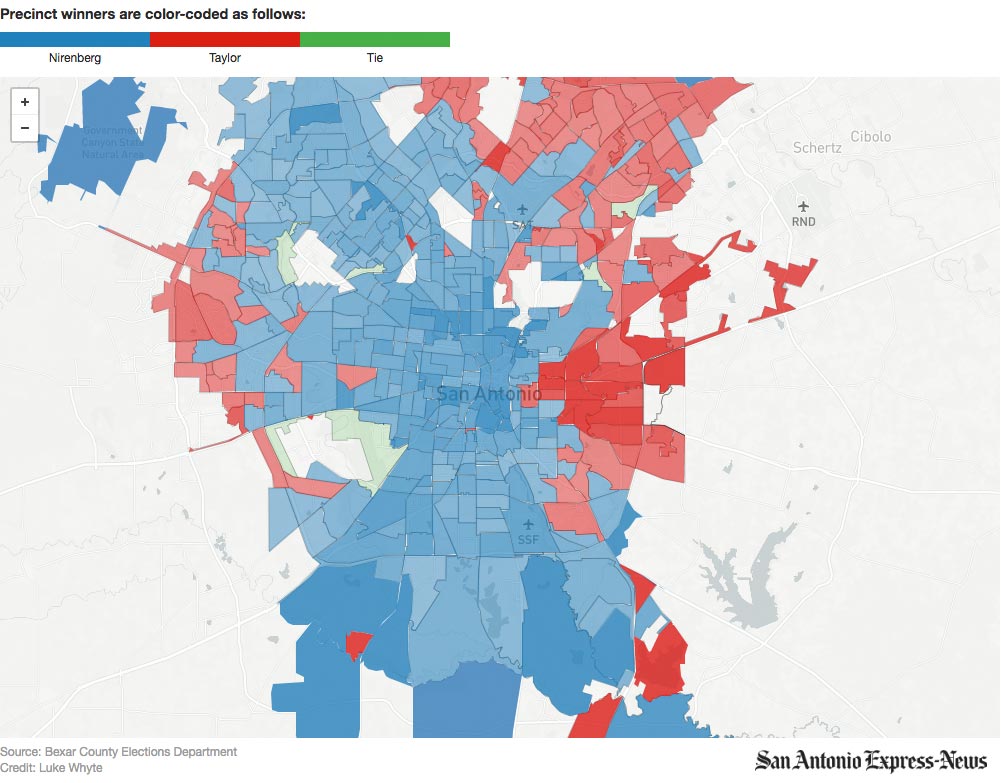 Precinct winners are color-coded as follows:
Nirenberg Taylor Tie
+
−
Government
Canyon State
Natural Area
Cibolo
Schertz
SAT
RND
San Antonio
SSF
Source: Bexar County Elections Department
Credit: Luke Whyte
San Antonio Express-News